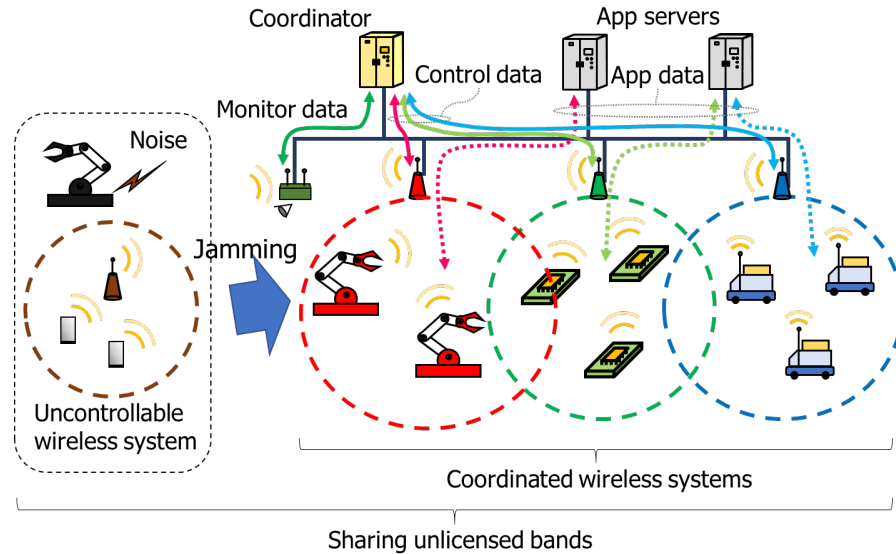 Coordinator
App servers
Control data
App data
Monitor data
Noise
Jamming
Uncontrollable
wireless system
Coordinated wireless systems
Sharing unlicensed bands